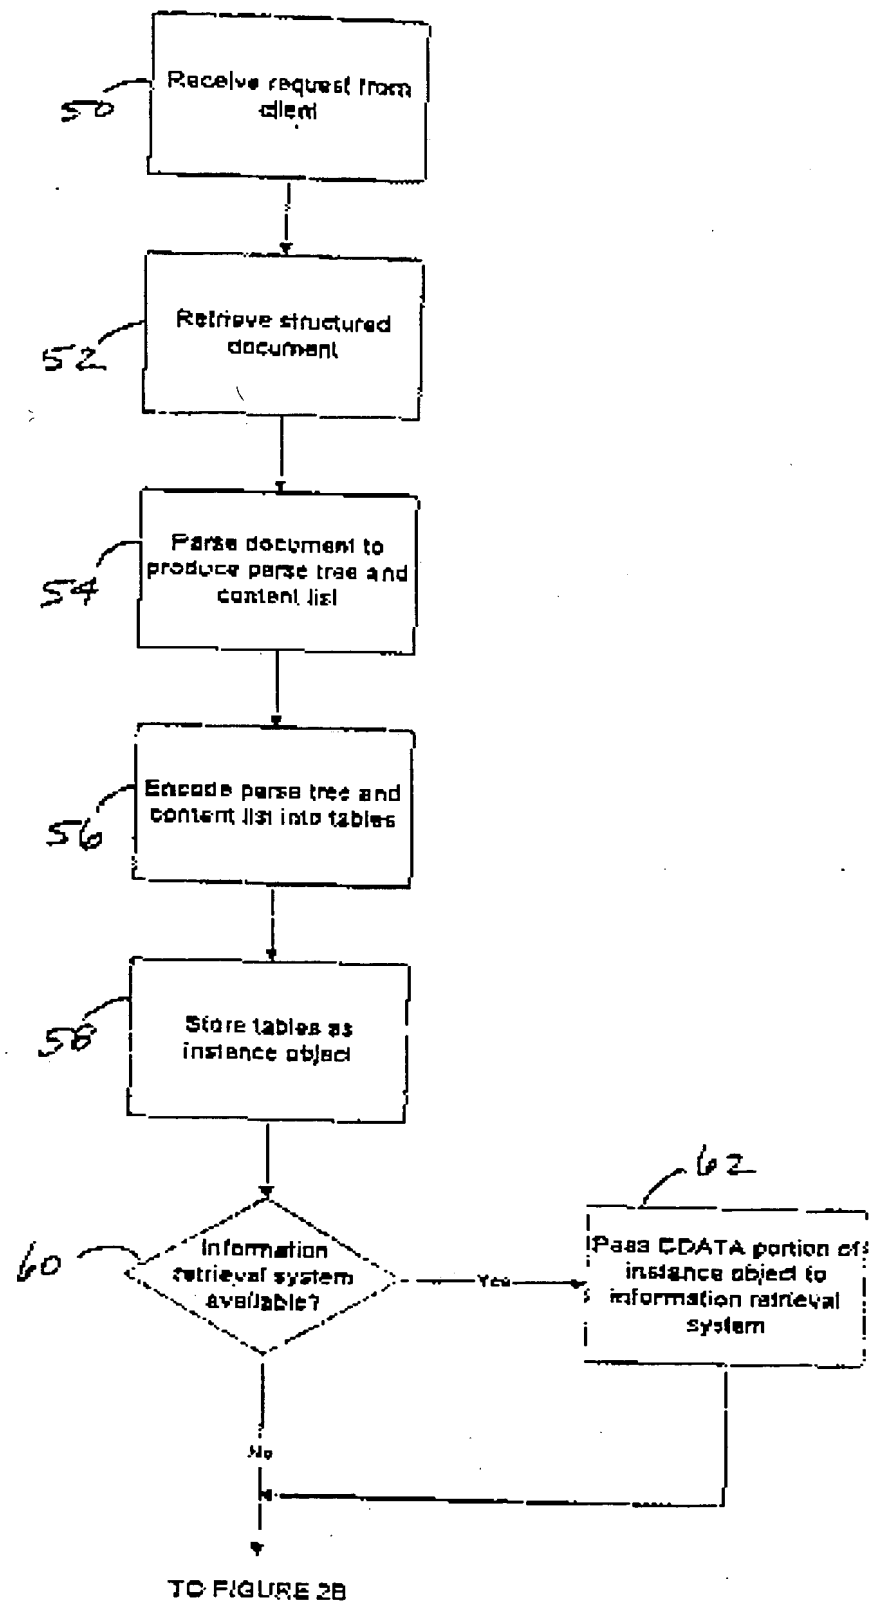 Receive request from
client
50
Retrieve structured
document
52
Parse document to
produce parse tree and
content list
54
Encode parse tree and
content list into tables
56
Store tables as
instance object
58
60
Information
retrieval system
available?
Yes
62
Pass CDATA portion of
instance object to
information retrieval
system
No
TO FIGURE 2B